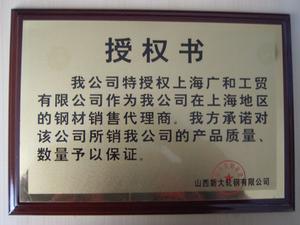 授权书
我公司特授权上海广和工贸
有限公司作为我公司在上海地区
的钢材销售代理商。我方承诺对
该公司所销我公司的产品质量、
数量予以保证。
山西新大轧钢有限公司